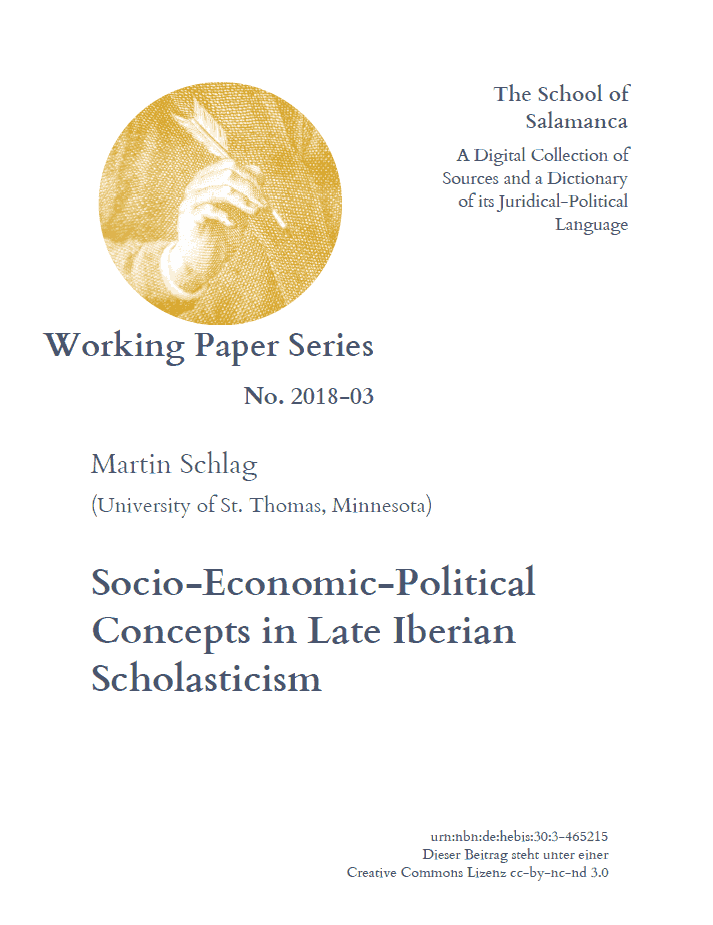 The School of
Salamanca
A Digital Collection of
Sources and a Dictionary
of its Juridical-Political
Language
Working Paper Series
No. 2018-03
Martin Schlag
(University of St. Thomas, Minnesota)
Socio-Economic-Political
Concepts in Late Iberian
Scholasticism
urn:nbn:de:hebis:30:3-465215
Dieser Beitrag steht unter einer
Creative Commons Lizenz cc-by-nc-nd 3.0